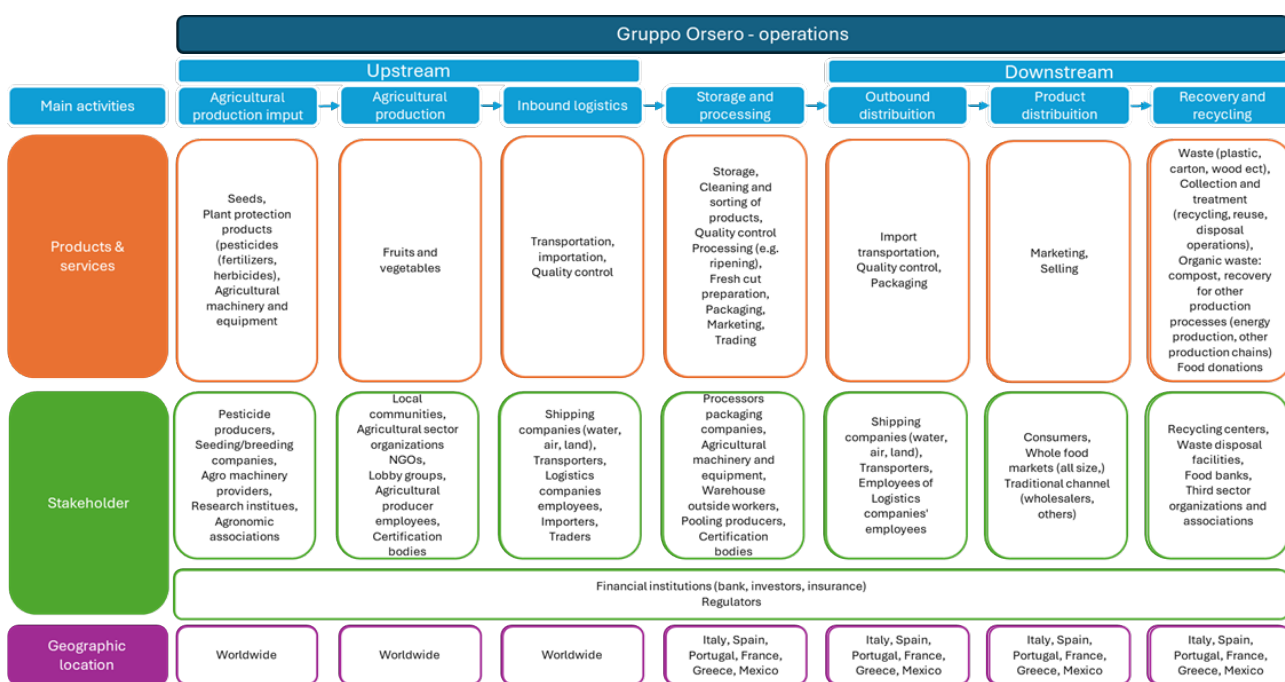 Gruppo Orsero - operations
Upstream
Downstream
Main activities
Agricultural
production imput
Agricultural
production
Inbound logistics
Storage and
processing
Outbound
distribuition
Product
distribuition
Recovery and
recycling
Products &
services
Seeds,
Plant protection
products
(pesticides
(fertilizers,
herbicides),
Agricultural
machinery and
equipment
Fruits and
vegetables
Transportation,
importation,
Quality control
Storage,
Cleaning and
sorting of
products,
Quality control
Processing (e.g.
ripening),
Fresh cut
preparation,
Packaging,
Marketing,
Trading
Import
transportation,
Quality control,
Packaging
Marketing,
Selling
Waste (plastic,
carton, wood ect),
Collection and
treatment
(recycling, reuse,
disposal
operations),
Organic waste:
compost, recovery
for other
production
processes (energy
production, other
production chains)
Food donations
Stakeholder
Pesticide
producers,
Seeding/breeding
companies,
Agro machinery
providers,
Research institues,
Agronomic
associations
Local
communities,
Agricultural sector
organizations
NGOs,
Lobby groups,
Agricultural
producer
employees,
Certification
bodies
Shipping
companies (water,
air, land),
Transporters,
Logistics
companies
employees,
Importers,
Traders
Processors
packaging
companies,
Agricultural
machinery and
equipment,
Warehouse
outside workers,
Pooling producers,
Certification
bodies
Shipping
companies (water,
air, land),
Transporters,
Employees of
Logistics
companies'
employees
Consumers,
Whole food
markets (all size,)
Traditional channel
(wholesalers,
others)
Recycling centers,
Waste disposal
facilities,
Food banks,
Third sector
organizations and
associations
Financial institutions (bank, investors, insurance)
Regulators
Geographic
location
Worldwide
Worldwide
Worldwide
Italy, Spain,
Portugal, France,
Greece, Mexico
Italy, Spain,
Portugal, France,
Greece, Mexico
Italy, Spain,
Portugal, France,
Greece, Mexico
Italy, Spain,
Portugal, France,
Greece, Mexico